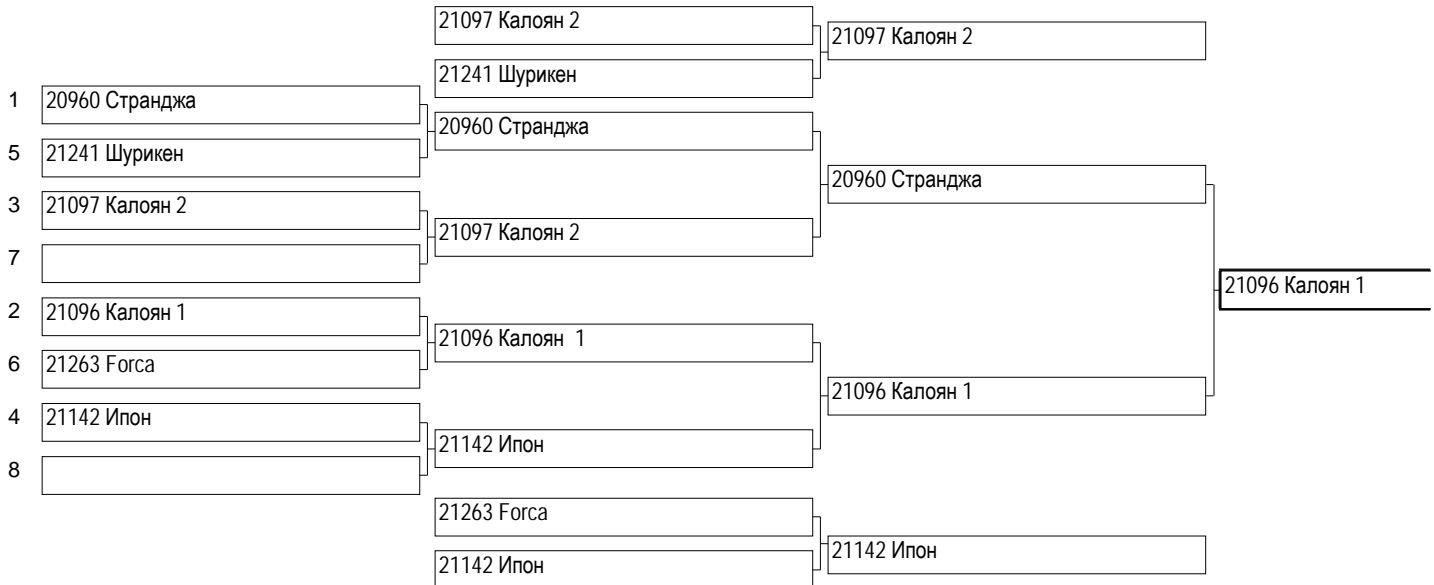 21097 Калоян 2
21097 Калоян 2
21241 Шурикен
1 20960 Странджа
20960 Странджа
5 21241 Шурикен
20960 Странджа
3 21097 Калоян 2
21097 Калоян 2
7
21096 Калоян 1
2 21096 Калоян 1
21096 Калоян 1
6 21263 Forca
21096 Калоян 1
4 21142 Ипон
21142 Ипон
8
21263 Forca
21142 Ипон
21142 Ипон